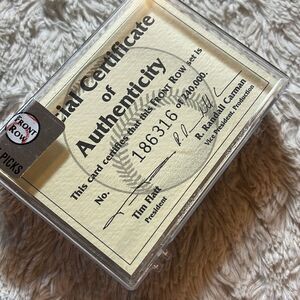 cial Certificate
of
Authenticity
This card certifies that this Front Row set is
No. 186316 of 240,000.
Tim Flatt
President
R. Randall Carman
Vice President, Production
FRONT
ROW
PICKS